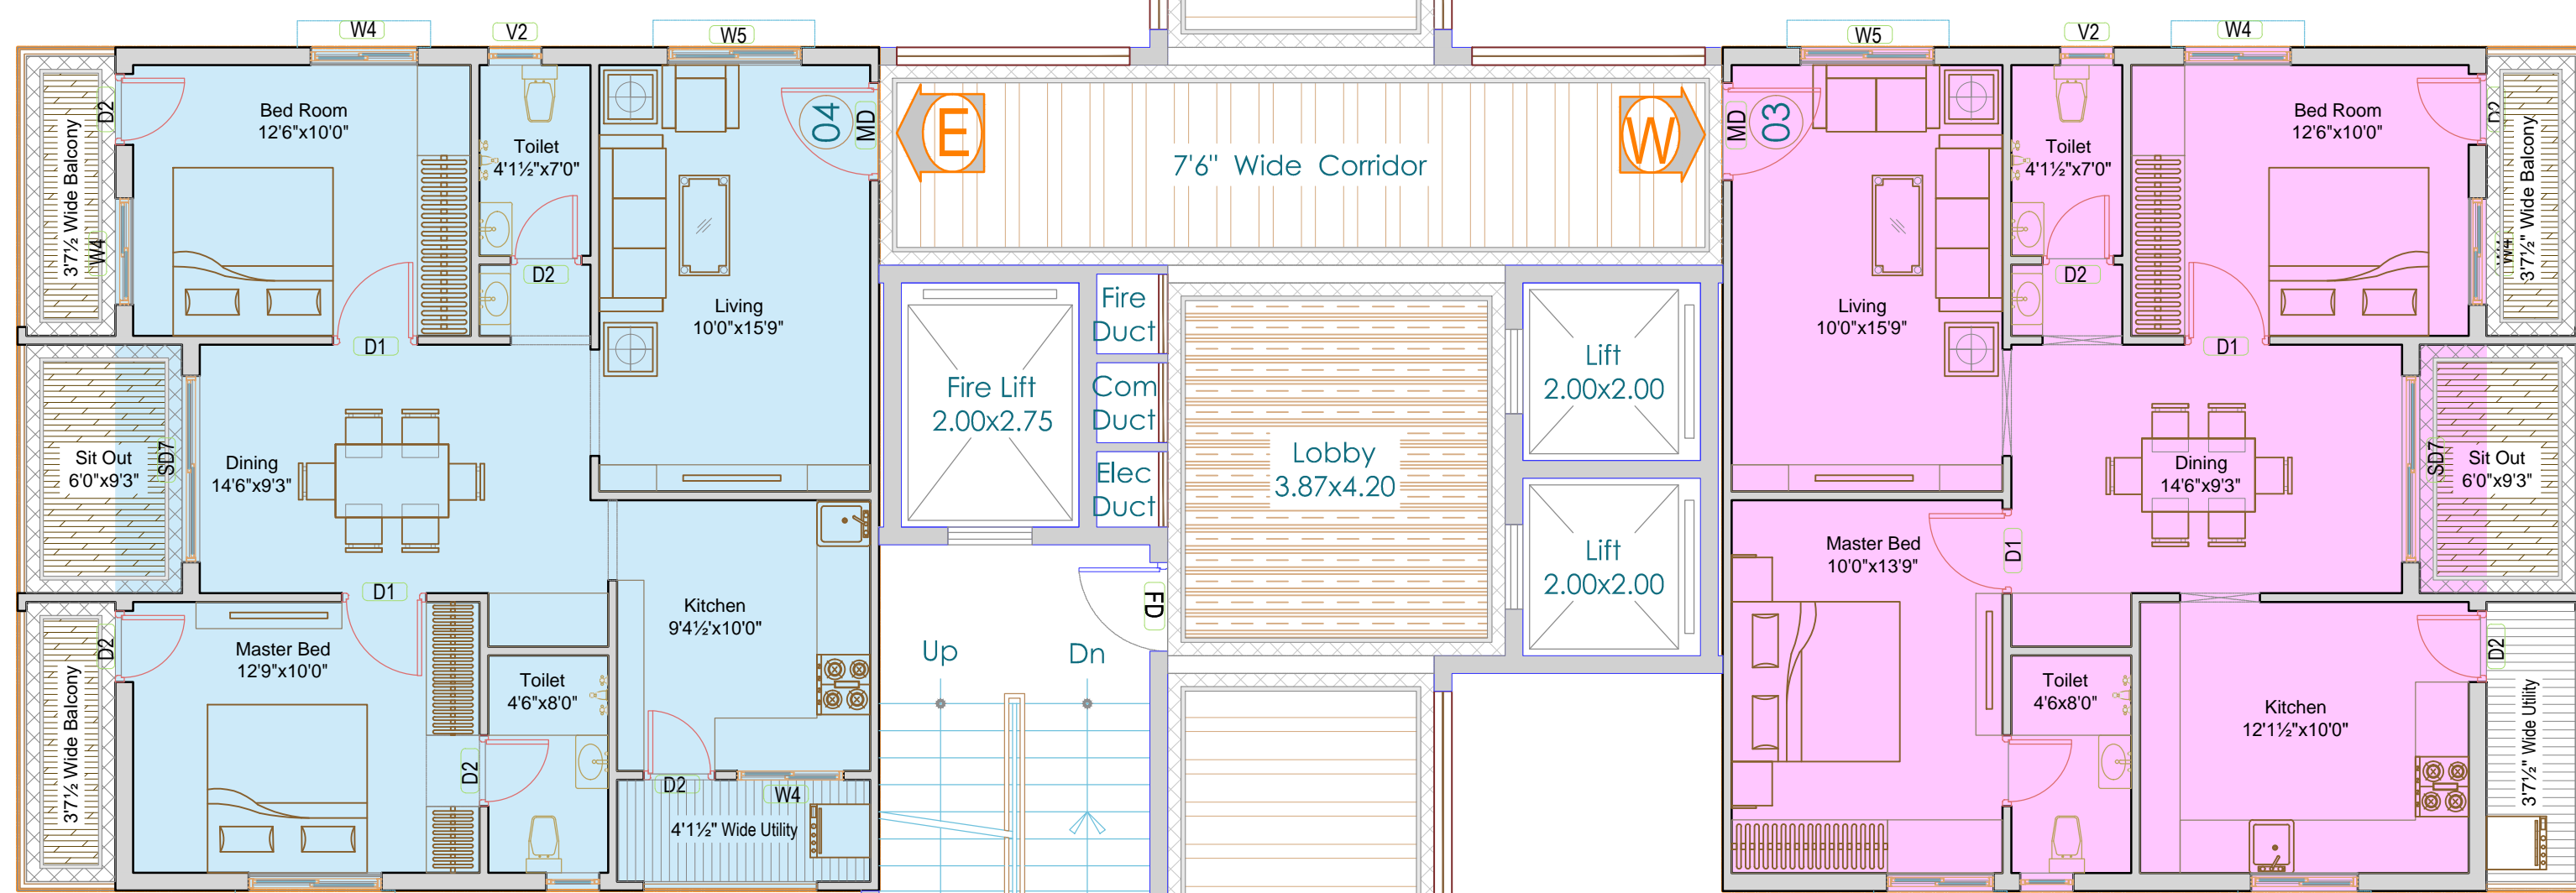 W4
V2
W5
W5
V2
W4
Bed Room
12'6"x10'0"
D2
3'7½ Wide Balcony
W4
Toilet
4'1½"x7'0"
D2
04
MD
Living
10'0"x15'9"
D1
E
7'6" Wide Corridor
W
MD
03
Living
10'0"x15'9"
Toilet
4'1½"x7'0"
D2
Bed Room
12'6"x10'0"
D2
3'7½" Wide Balcony
W4
D1
Sit Out
6'0"x9'3"
SD7
Dining
14'6"x9'3"
D1
Fire Lift
2.00x2.75
Fire
Duct
Com
Duct
Elec
Duct
Lobby
3.87x4.20
Lift
2.00x2.00
Lift
2.00x2.00
Dining
14'6"x9'3"
SD7
Sit Out
6'0"x9'3"
D2
3'7½ Wide Balcony
Master Bed
12'9"x10'0"
D2
Toilet
4'6"x8'0"
Kitchen
9'4½'x10'0"
D2
W4
4'1½" Wide Utility
Up
Dn
FD
Master Bed
10'0"x13'9"
D1
Toilet
4'6x8'0"
Kitchen
12'1½"x10'0"
D2
3'7½" Wide Utility